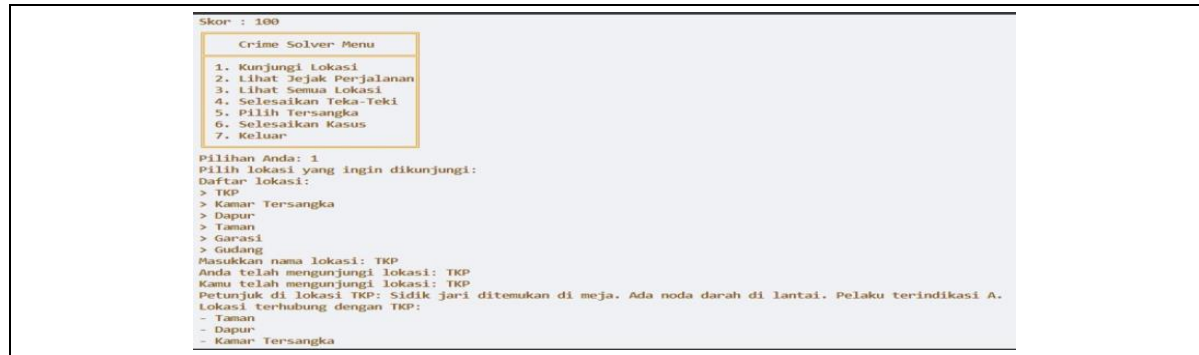 Skor : 100
Crime Solver Menu
1. Kunjungi Lokasi
2. Lihat Jejak Perjalanan
3. Lihat Semua Lokasi
4. Selesaikan Teka-Teki
5. Pilih Tersangka
6. Selesaikan Kasus
7. Keluar
Pilihan Anda: 1
Pilih lokasi yang ingin dikunjungi:
Daftar lokasi:
> TKP
> Kamar Tersangka
> Dapur
> Taman
> Garasi
> Gudang
Masukkan nama lokasi: TKP
Anda telah mengunjungi lokasi: TKP
Kamu telah mengunjungi lokasi: TKP
Petunjuk di lokasi TKP: Sidik jari ditemukan di meja. Ada noda darah di lantai. Pelaku terindikasi A.
Lokasi terhubung dengan TKP:
- Taman
- Dapur
- Kamar Tersangka